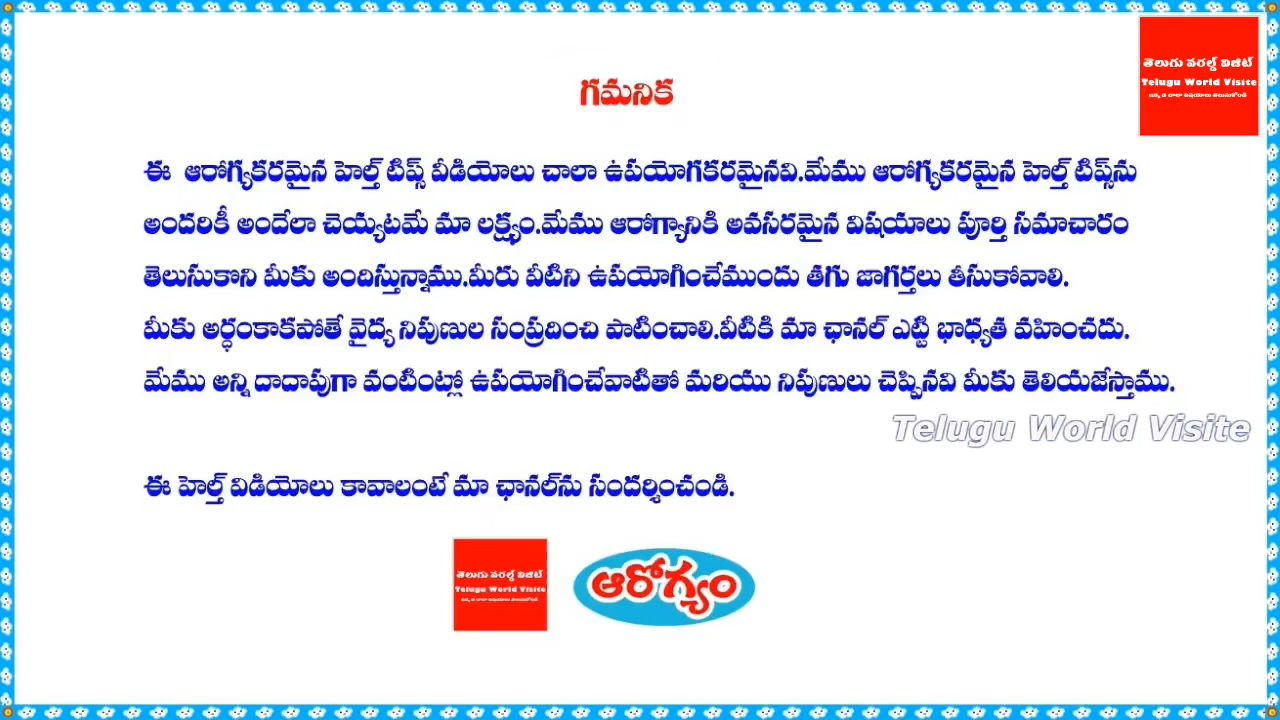 తెలుగు వరల్డ్ విజిట్
Telugu World Visite
గమనిక
ఈ ఆరోగ్యకరమైన హెల్త్ టిప్స్ వీడియోలు చాలా ఉపయోగకరమైనవి.మేము ఆరోగ్యకరమైన హెల్త్ టిప్స్‌ను
అందరికీ అందేలా చెయ్యటమే మా లక్ష్యం.మేము ఆరోగ్యానికి అవసరమైన విషయాలు పూర్తి సమాచారం
తెలుసుకొని మీకు అందిస్తున్నాము.మీరు వీటిని ఉపయోగించేముందు తగు జాగర్తలు తీసుకోవాలి.
మీకు అర్ధంకాకపోతే వైద్య నిపుణుల సంప్రదించి పాటించాలి.వీటికి మా ఛానల్ ఎట్టి భాధ్యత వహించదు.
మేము అన్ని దాదాపుగా వంటింట్లో ఉపయోగించేవాటితో మరియు నిపుణులు చెప్పినవి మీకు తెలియజేస్తాము.
Telugu World Visite
ఈ హెల్త్ విడియోలు కావాలంటే మా ఛానల్‌ను సందర్శించండి.
తెలుగు వరల్డ్ విజిట్
Telugu World Visite
ఆరోగ్యం